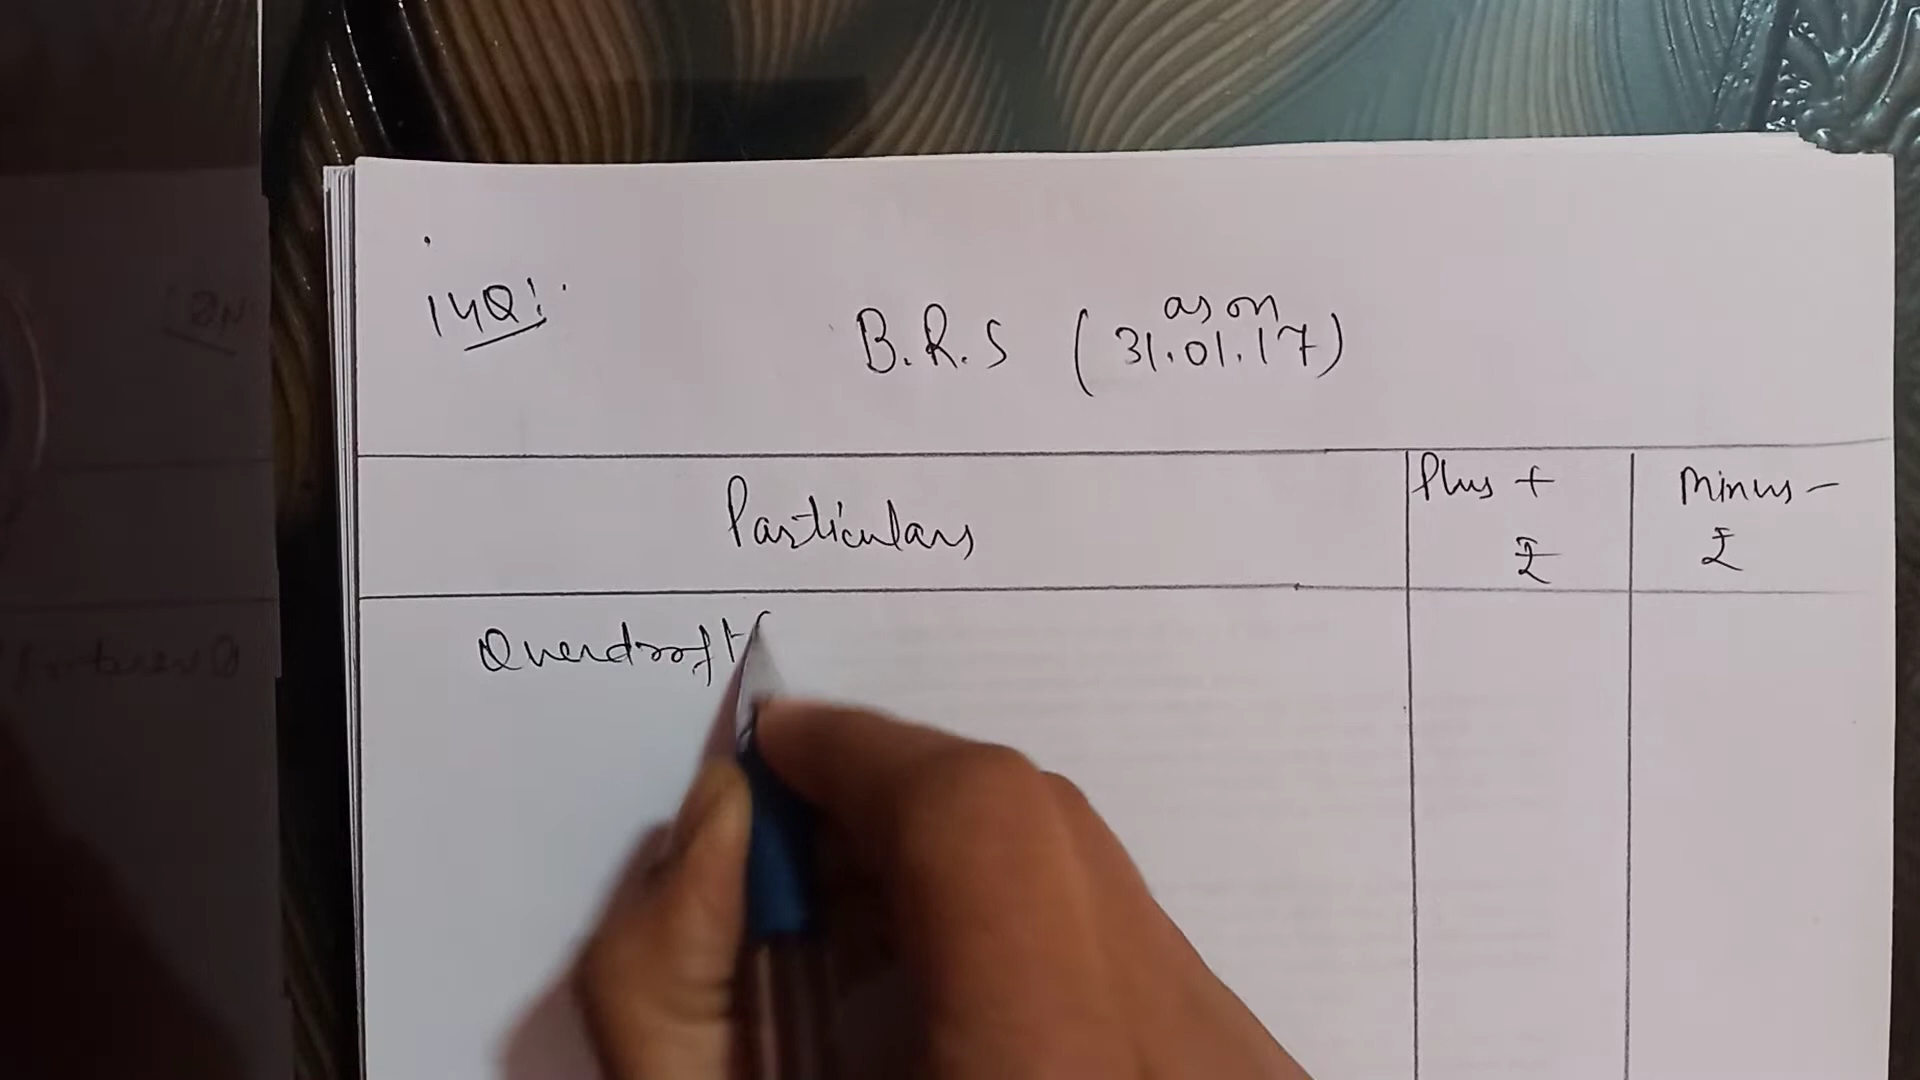 14Q:
B.R.S (as on 31.01.17)
Particulars
Plus +
₹
Minus -
₹
Overdraft